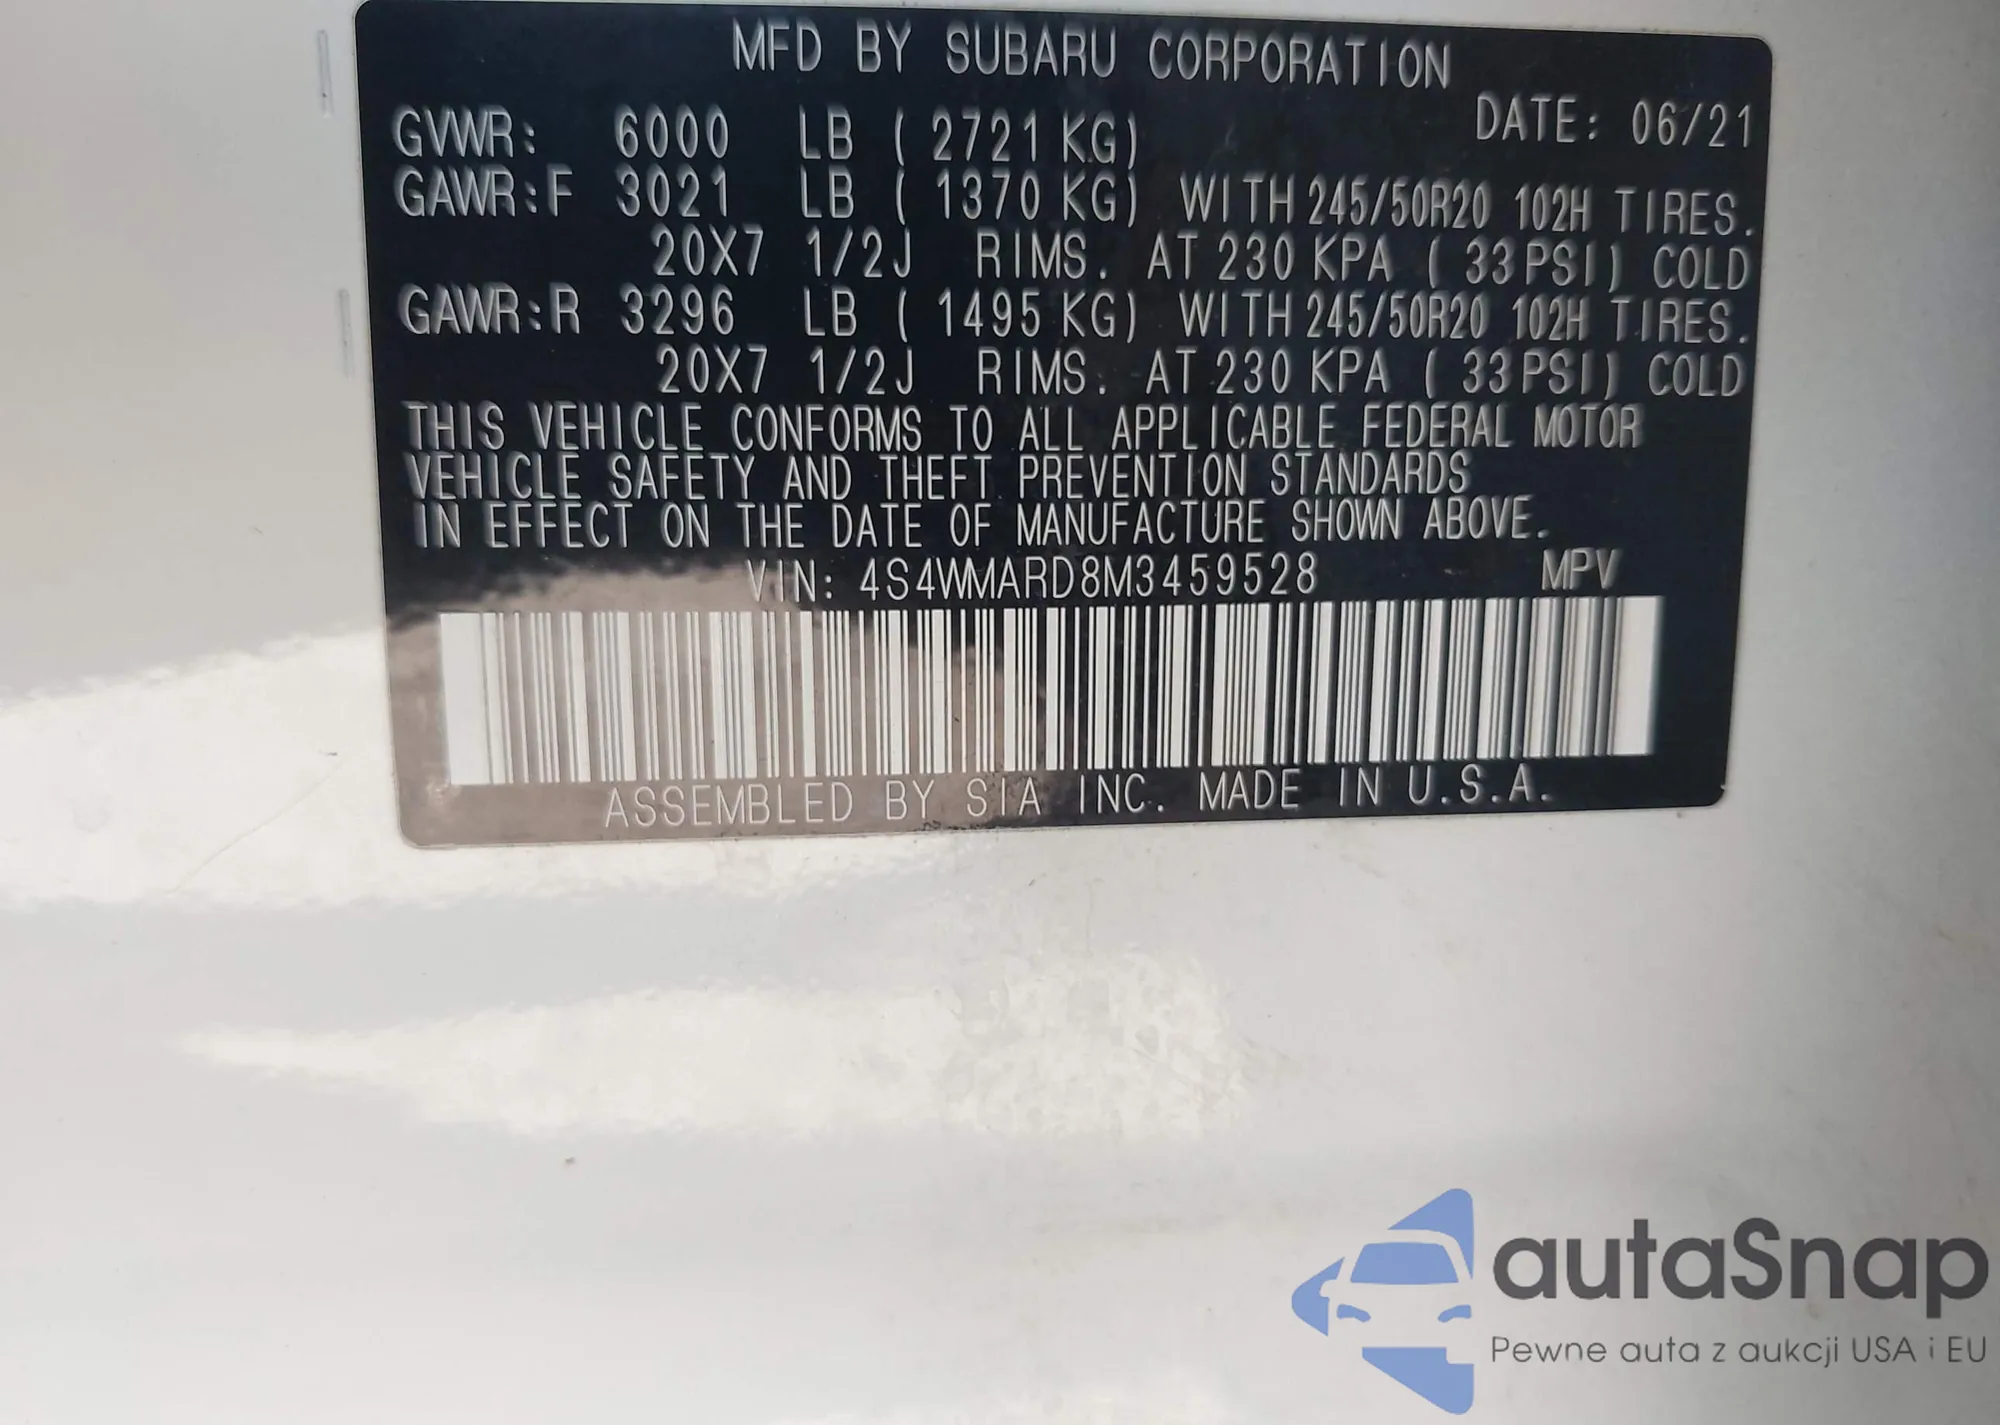 MFD BY SUBARU CORPORATION
DATE: 06/21
GVWR: 6000 LB ( 2721 KG)
GAWR:F 3021 LB ( 1370 KG) WITH 245/50R20 102H TIRES.
20X7 1/2J RIMS. AT 230 KPA ( 33 PSI) COLD
GAWR:R 3296 LB ( 1495 KG) WITH 245/50R20 102H TIRES.
20X7 1/2J RIMS. AT 230 KPA ( 33 PSI) COLD
THIS VEHICLE CONFORMS TO ALL APPLICABLE FEDERAL MOTOR
VEHICLE SAFETY AND THEFT PREVENTION STANDARDS
IN EFFECT ON THE DATE OF MANUFACTURE SHOWN ABOVE.
VIN: 4S4WMARD8M3459528 MPV
ASSEMBLED BY SIA INC. MADE IN U.S.A.
autaSnap
Pewne auta z aukcji USA i EU